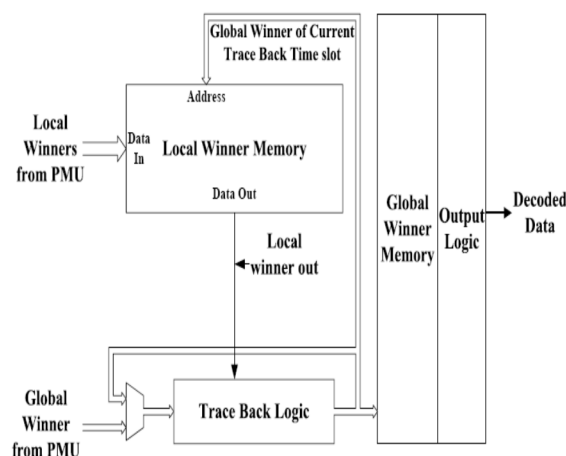 Global Winner of Current
Trace Back Time slot
Address
Local
Winners
from PMU
Data
In
Local Winner Memory
Data Out
Local
winner out
Global
Winner
Memory
Output
Logic
Decoded
Data
Global
Winner
from PMU
Trace Back Logic